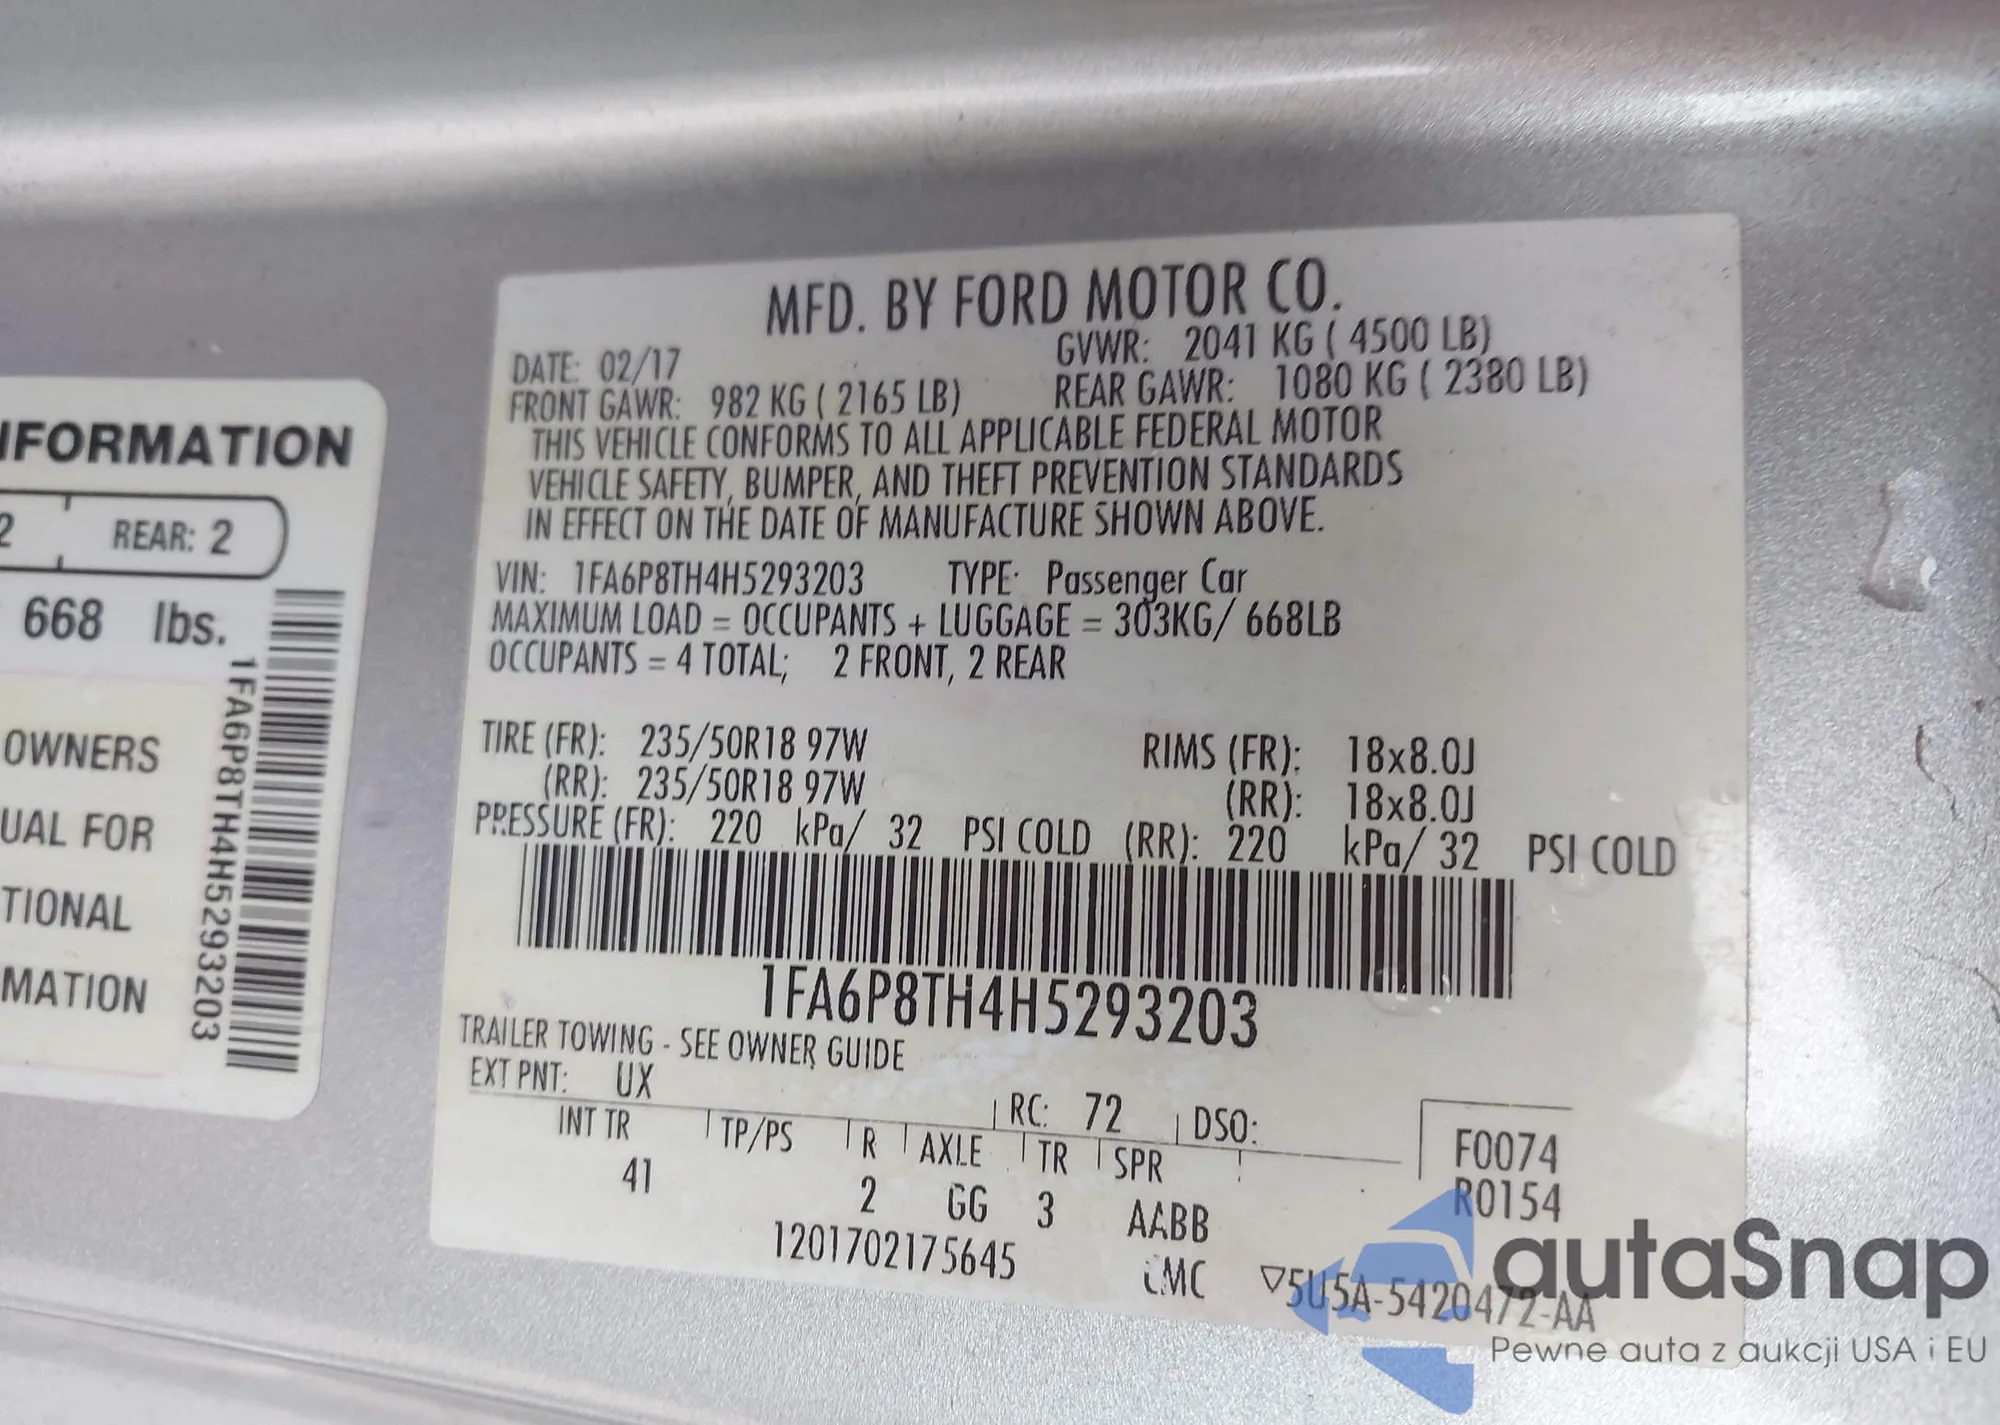 IFORMATION
2 REAR: 2
668 lbs.
OWNERS
UAL FOR
TIONAL
MATION
1FA6P8TH4H5293203
MFD. BY FORD MOTOR CO.
DATE: 02/17 GVWR: 2041 KG ( 4500 LB)
FRONT GAWR: 982 KG ( 2165 LB) REAR GAWR: 1080 KG ( 2380 LB)
THIS VEHICLE CONFORMS TO ALL APPLICABLE FEDERAL MOTOR
VEHICLE SAFETY, BUMPER, AND THEFT PREVENTION STANDARDS
IN EFFECT ON THE DATE OF MANUFACTURE SHOWN ABOVE.
VIN: 1FA6P8TH4H5293203 TYPE: Passenger Car
MAXIMUM LOAD = OCCUPANTS + LUGGAGE = 303KG/ 668LB
OCCUPANTS = 4 TOTAL; 2 FRONT, 2 REAR
TIRE (FR): 235/50R18 97W RIMS (FR): 18x8.0J
(RR): 235/50R18 97W (RR): 18x8.0J
PRESSURE (FR): 220 kPa/ 32 PSI COLD (RR): 220 kPa/ 32 PSI COLD
1FA6P8TH4H5293203
TRAILER TOWING - SEE OWNER GUIDE
EXT PNT: UX RC: 72 DSO:
INT TR TP/PS R AXLE TR SPR
41 2 GG 3 AABB
F0074
R0154
1201702175645 ▽5U5A-5420472-AA
autaSnap
Pewne auta z aukcji USA i EU